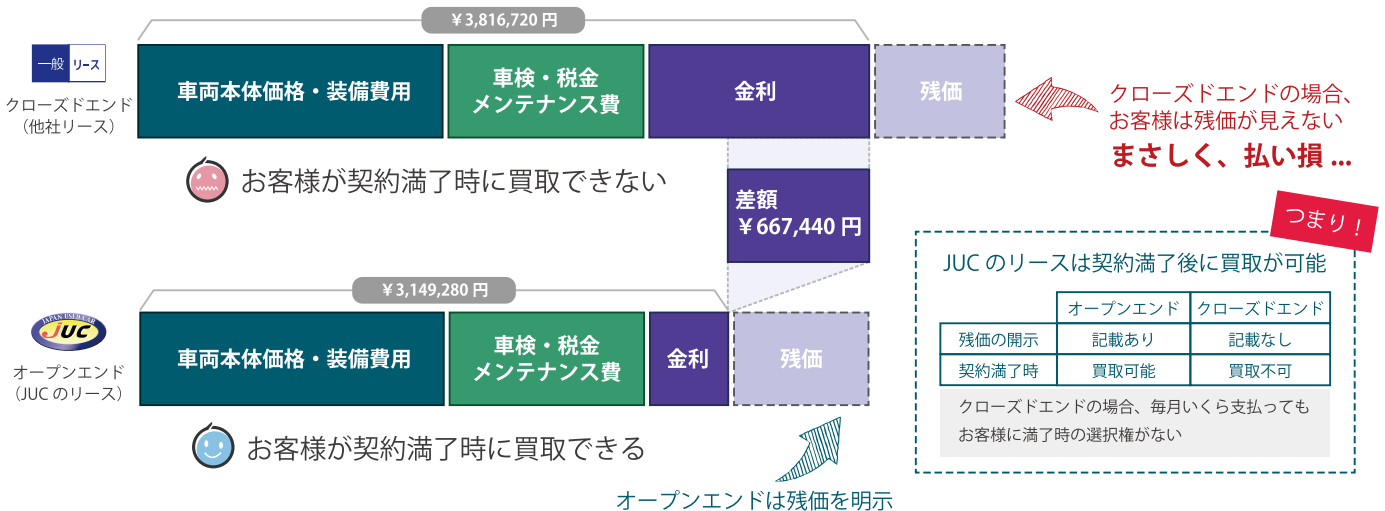 ￥3,816,720 円
一般 リース
クローズドエンド
（他社リース）
車両本体価格・装備費用
車検・税金
メンテナンス費
金利
残価
クローズドエンドの場合、
お客様は残価が見えない
まさしく、払い損 ...
お客様が契約満了時に買取できない
差額
￥667,440 円
つまり！
JUC のリースは契約満了後に買取が可能
オープンエンド クローズドエンド
残価の開示 記載あり 記載なし
契約満了時 買取可能 買取不可
クローズドエンドの場合、毎月いくら支払っても
お客様に満了時の選択権がない
￥3,149,280 円
JAPAN USED CAR
JUC
オープンエンド
（JUC のリース）
車両本体価格・装備費用
車検・税金
メンテナンス費
金利
残価
お客様が契約満了時に買取できる
オープンエンドは残価を明示